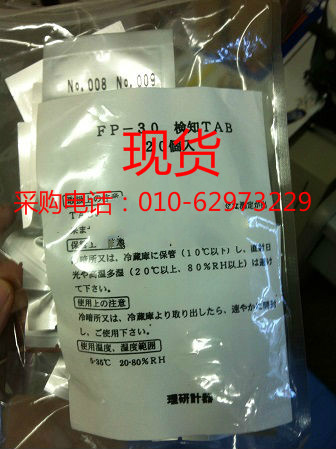 No.008 No.009
FP-30 検知TAB
20個入
现货
采购电话：010-62973229
冷暗所又は、冷蔵庫に保管(10℃以下)し、直射日
光や高温多湿(20℃以上、80%RH以上)は避け
て下さい。
使用上の注意
冷暗所又は、冷蔵庫より取り出したら、速やかに開封
し、ご使用下さい。
使用温度、湿度範囲
5-35℃ 20-80%RH
理研計器